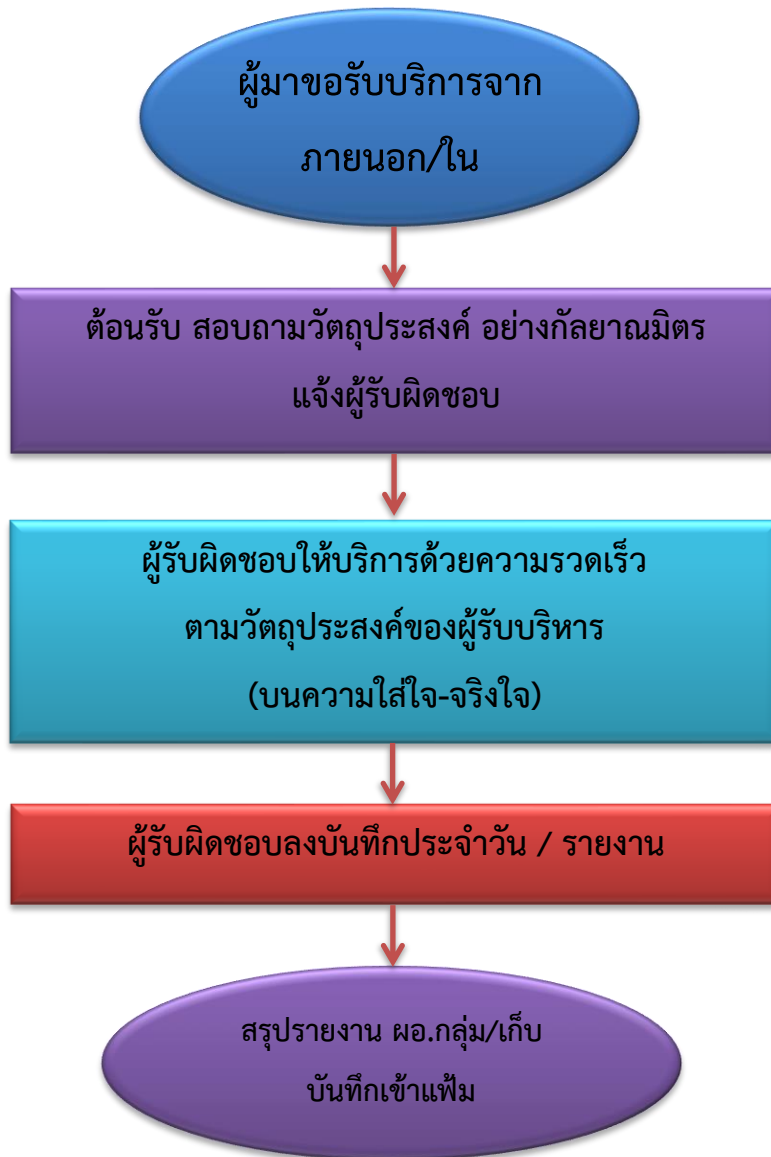 ผู้มาขอรับบริการจาก
ภายนอก/ใน
ต้อนรับ สอบถามวัตถุประสงค์ อย่างกัลยาณมิตร
แจ้งผู้รับผิดชอบ
ผู้รับผิดชอบให้บริการด้วยความรวดเร็ว
ตามวัตถุประสงค์ของผู้รับบริหาร
(บนความใส่ใจ-จริงใจ)
ผู้รับผิดชอบลงบันทึกประจำวัน / รายงาน
สรุปรายงาน ผอ.กลุ่ม/เก็บ
บันทึกเข้าแฟ้ม